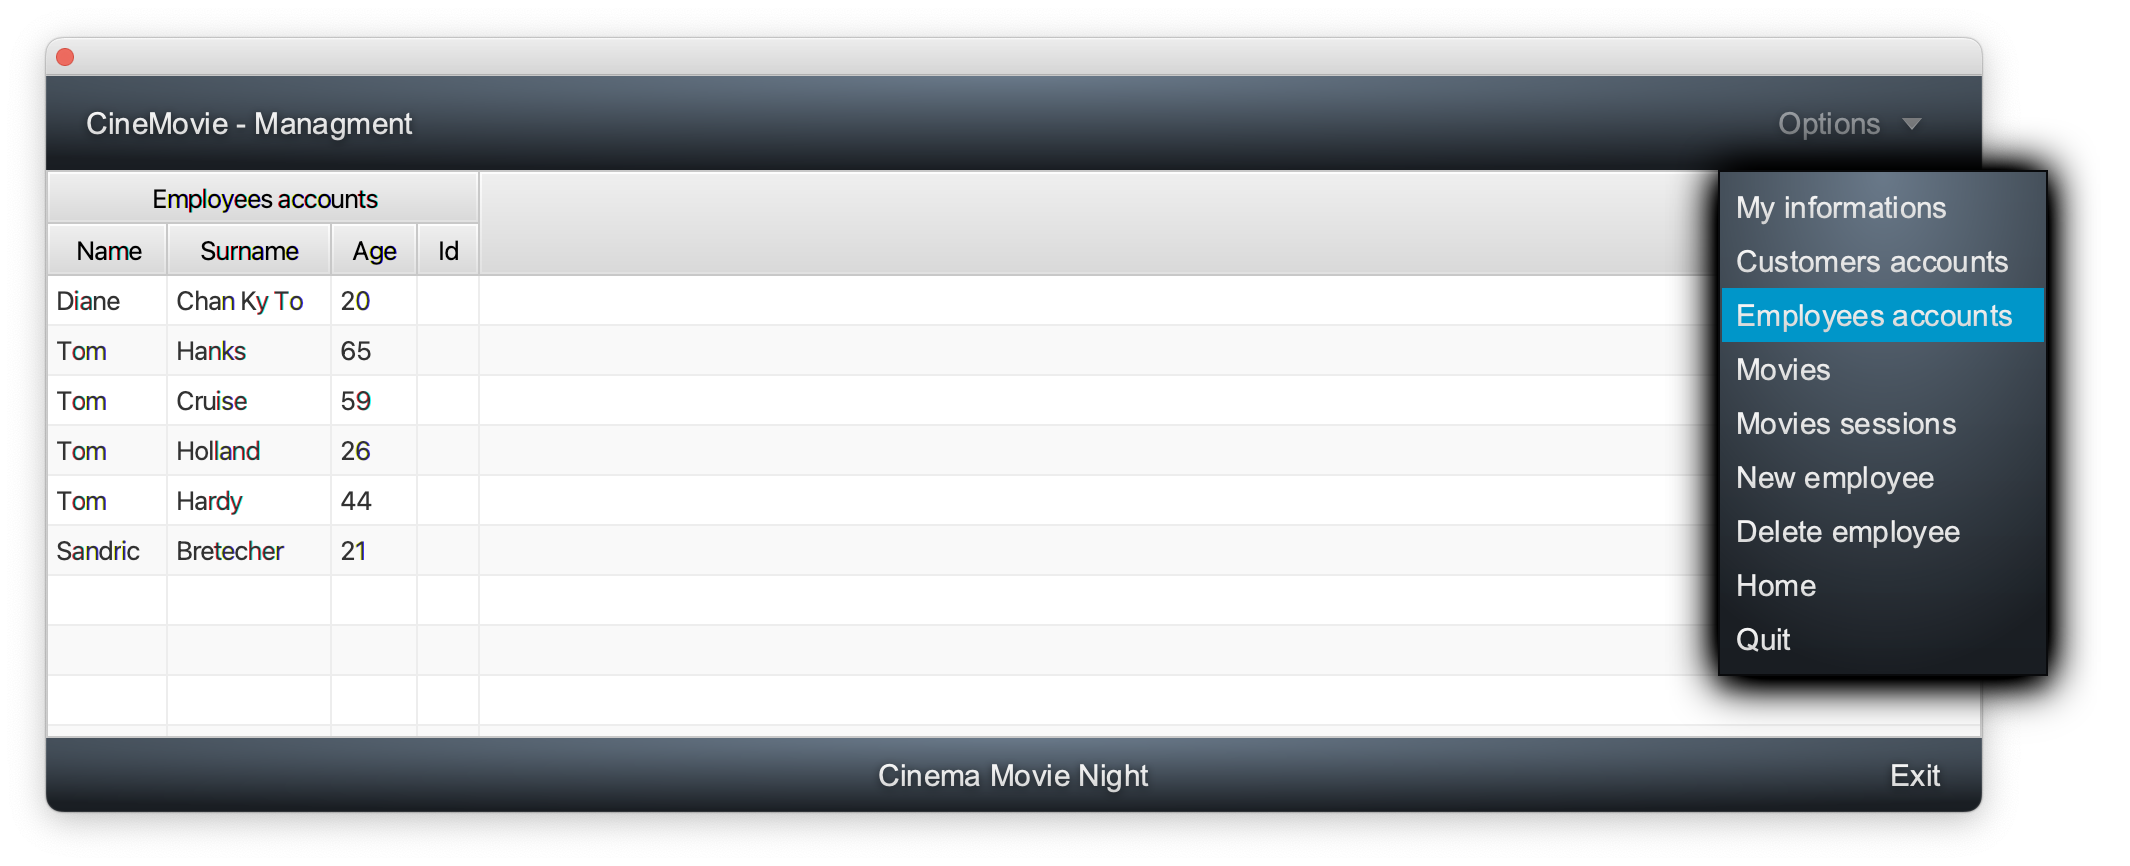 CineMovie - Managment
Options
Employees accounts
Name Surname Age Id
Diane Chan Ky To 20
Tom Hanks 65
Tom Cruise 59
Tom Holland 26
Tom Hardy 44
Sandric Bretecher 21
My informations
Customers accounts
Employees accounts
Movies
Movies sessions
New employee
Delete employee
Home
Quit
Cinema Movie Night
Exit